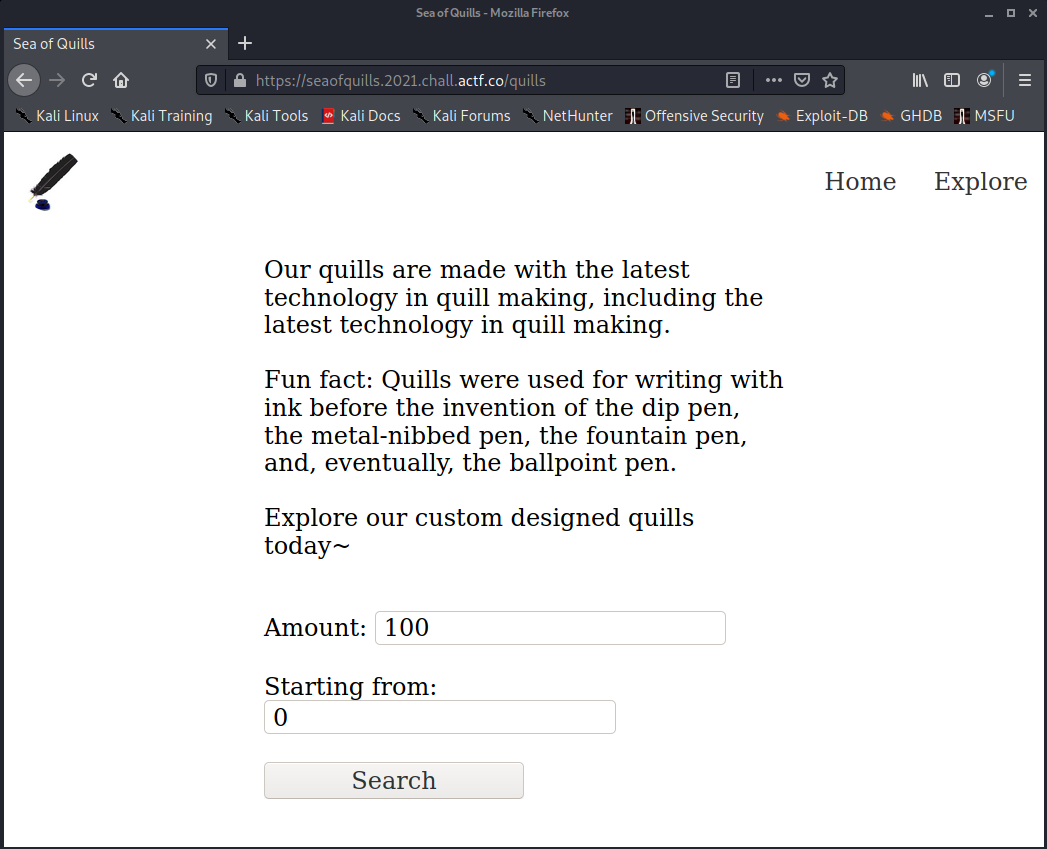 Sea of Quills - Mozilla Firefox
Sea of Quills
https://seaofquills.2021.chall.actf.co/quills
Kali Linux Kali Training Kali Tools Kali Docs Kali Forums NetHunter Offensive Security Exploit-DB GHDB MSFU
Home Explore
Our quills are made with the latest
technology in quill making, including the
latest technology in quill making.
Fun fact: Quills were used for writing with
ink before the invention of the dip pen,
the metal-nibbed pen, the fountain pen,
and, eventually, the ballpoint pen.
Explore our custom designed quills
today~
Amount: 100
Starting from:
0
Search